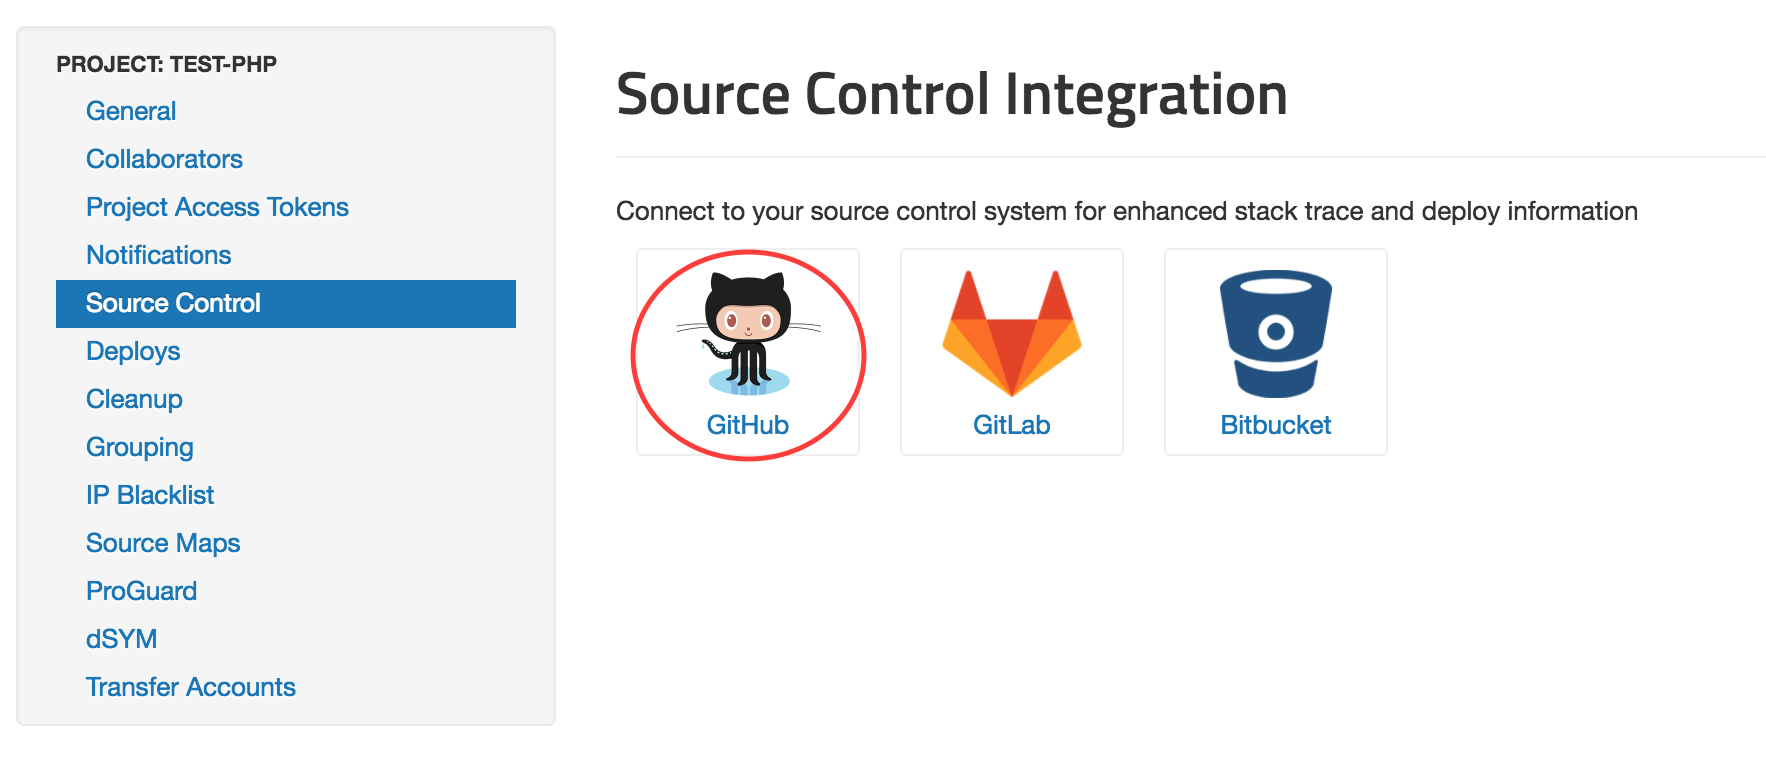 PROJECT: TEST-PHP
General
Collaborators
Project Access Tokens
Notifications
Source Control
Deploys
Cleanup
Grouping
IP Blacklist
Source Maps
ProGuard
dSYM
Transfer Accounts
Source Control Integration
Connect to your source control system for enhanced stack trace and deploy information
GitHub
GitLab
Bitbucket